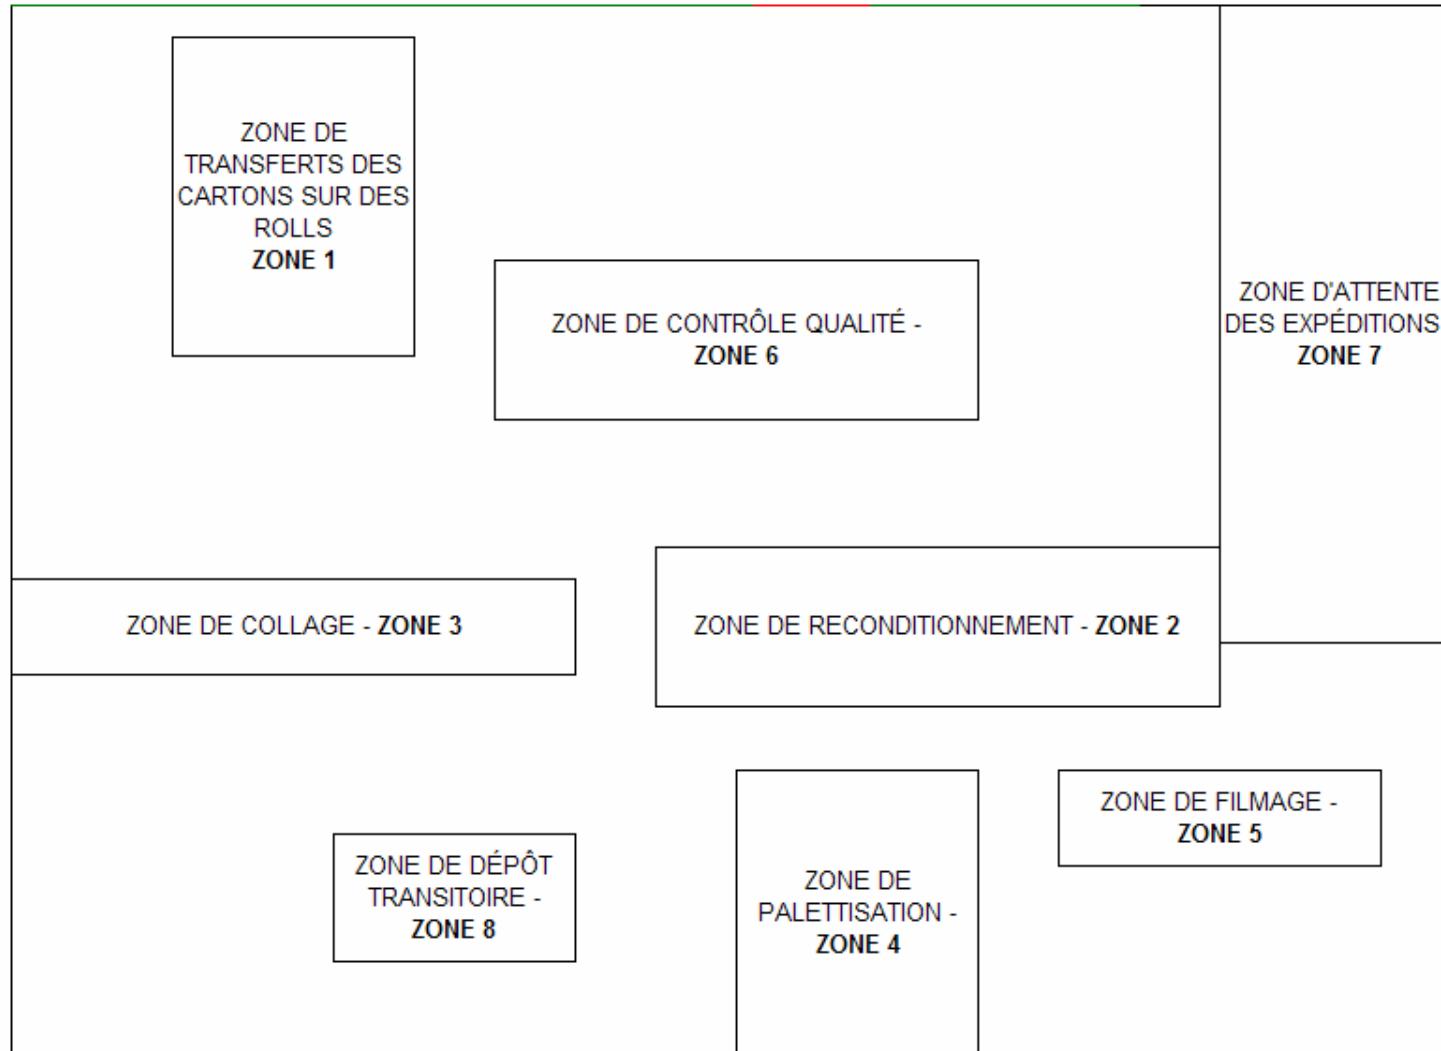 ZONE DE
TRANSFERTS DES
CARTONS SUR DES
ROLLS
ZONE 1
ZONE DE CONTRÔLE QUALITÉ -
ZONE 6
ZONE D'ATTENTE
DES EXPÉDITIONS
ZONE 7
ZONE DE COLLAGE - ZONE 3
ZONE DE RECONDITIONNEMENT - ZONE 2
ZONE DE DÉPÔT
TRANSITOIRE -
ZONE 8
ZONE DE
PALETTISATION -
ZONE 4
ZONE DE FILMAGE -
ZONE 5